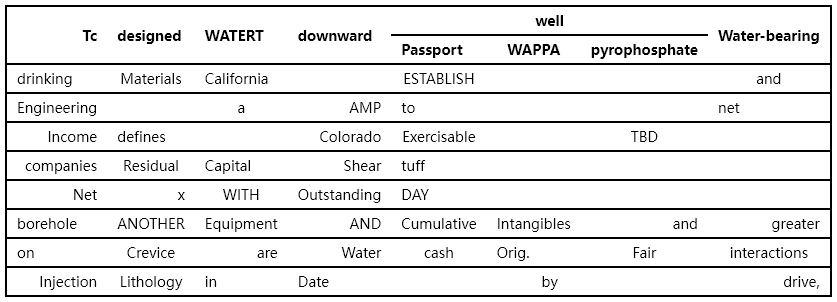 well
Tc designed WATERT downward Water-bearing
Passport WAPPA pyrophosphate
drinking Materials California ESTABLISH and
Engineering a AMP to net
Income defines Colorado Exercisable TBD
companies Residual Capital Shear tuff
Net x WITH Outstanding DAY
borehole ANOTHER Equipment AND Cumulative Intangibles and greater
on Crevice are Water cash Orig. Fair interactions
Injection Lithology in Date by drive,